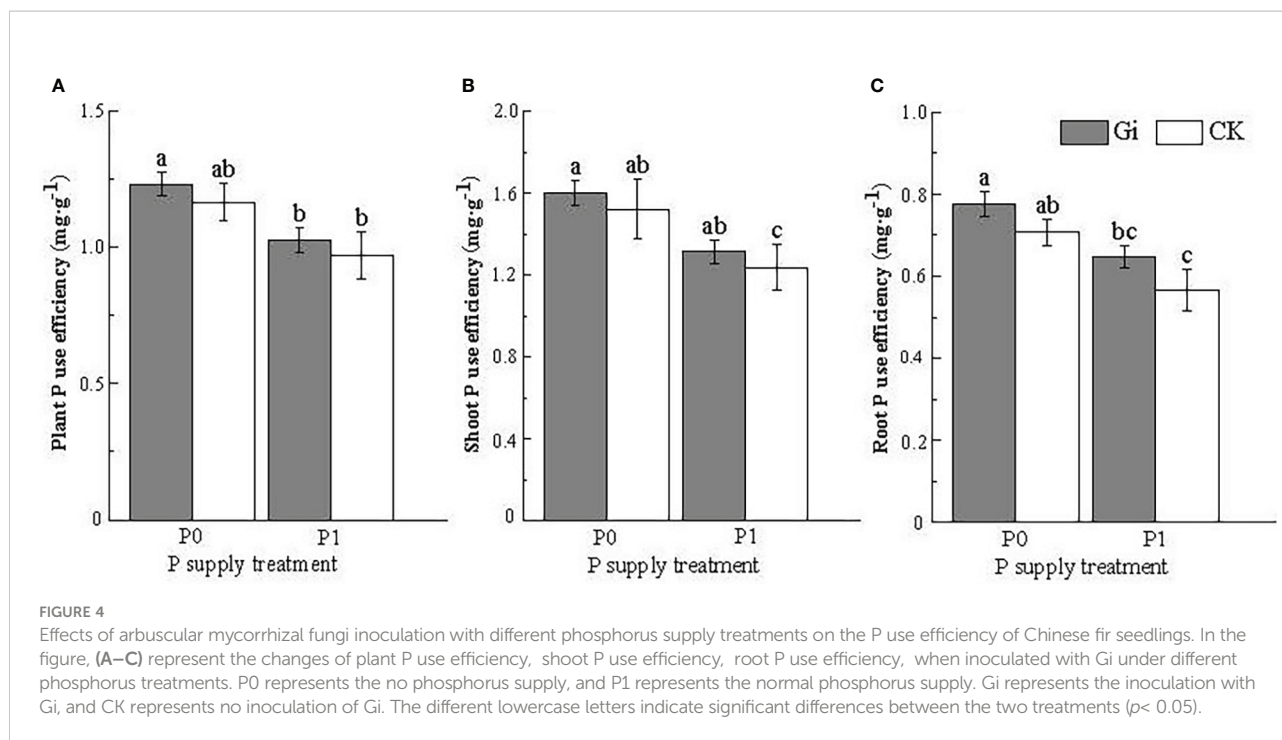 A
B
C
1.5
1.0
0.5
0
Plant P use efficiency (mg·g⁻¹)
a
ab
b
b
P0
P1
P supply treatment
2.0
1.6
1.2
0.8
0.4
0.0
Shoot P use efficiency (mg·g⁻¹)
a
ab
ab
c
P0
P1
P supply treatment
1.0
0.8
0.6
0.4
0.2
0
Root P use efficiency (mg·g⁻¹)
Gi
CK
a
ab
bc
c
P0
P1
P supply treatment
FIGURE 4
Effects of arbuscular mycorrhizal fungi inoculation with different phosphorus supply treatments on the P use efficiency of Chinese fir seedlings. In the
figure, (A–C) represent the changes of plant P use efficiency, shoot P use efficiency, root P use efficiency, when inoculated with Gi under different
phosphorus treatments. P0 represents the no phosphorus supply, and P1 represents the normal phosphorus supply. Gi represents the inoculation with
Gi, and CK represents no inoculation of Gi. The different lowercase letters indicate significant differences between the two treatments (p< 0.05).